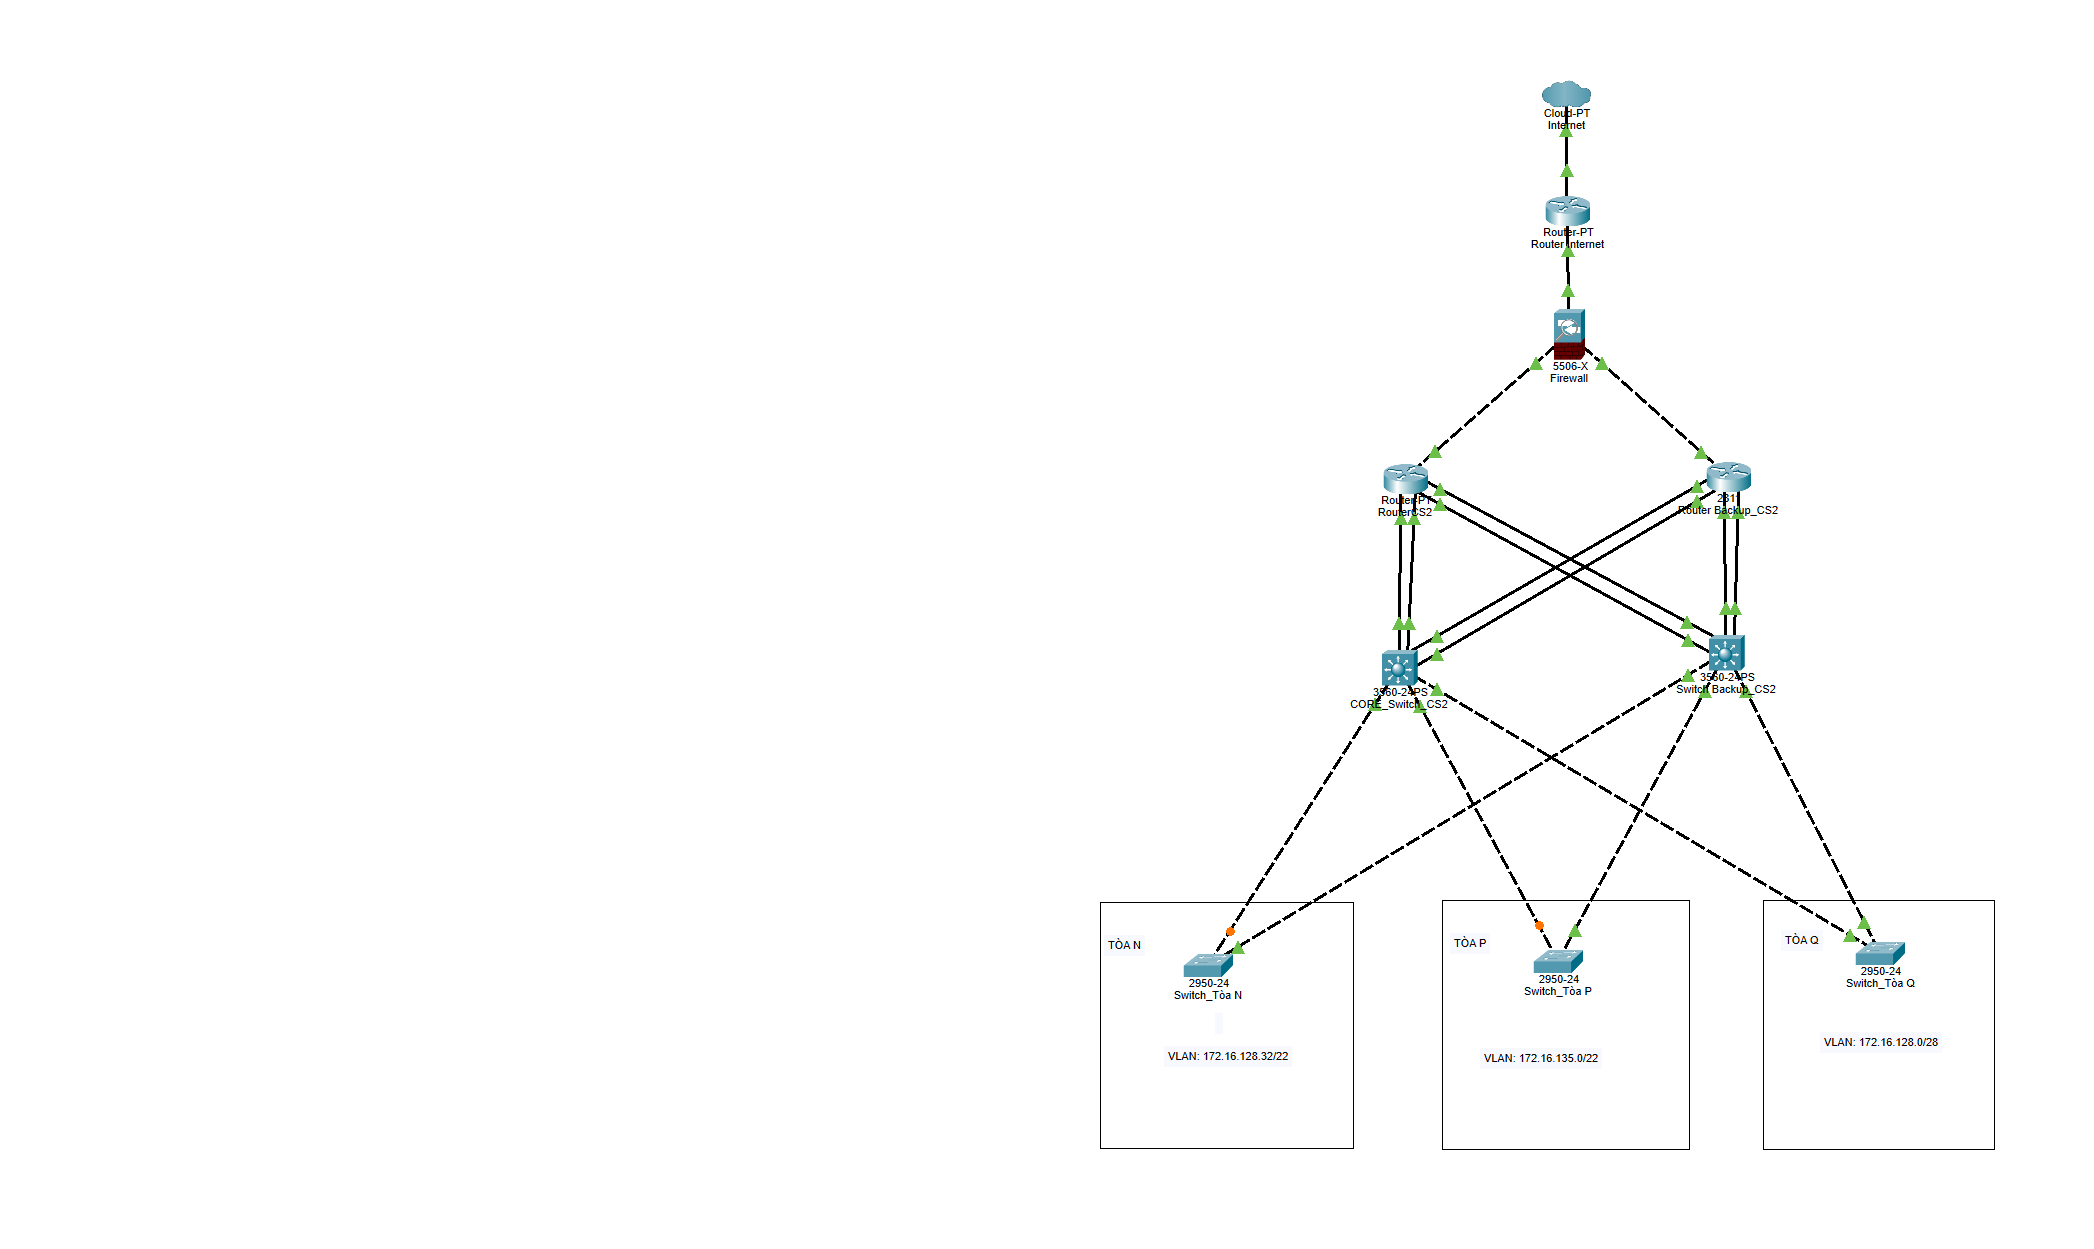 Cloud-PT
Internet
Router-PT
Router Internet
5506-X
Firewall
Router-PT
RouterCS2
2811
Router Backup_CS2
3560-24PS
CORE_Switch_CS2
3560-24PS
Switch Backup_CS2
TÒA N
2950-24
Switch_Tòa N
VLAN: 172.16.128.32/22
TÒA P
2950-24
Switch_Tòa P
VLAN: 172.16.135.0/22
TÒA Q
2950-24
Switch_Tòa Q
VLAN: 172.16.128.0/28